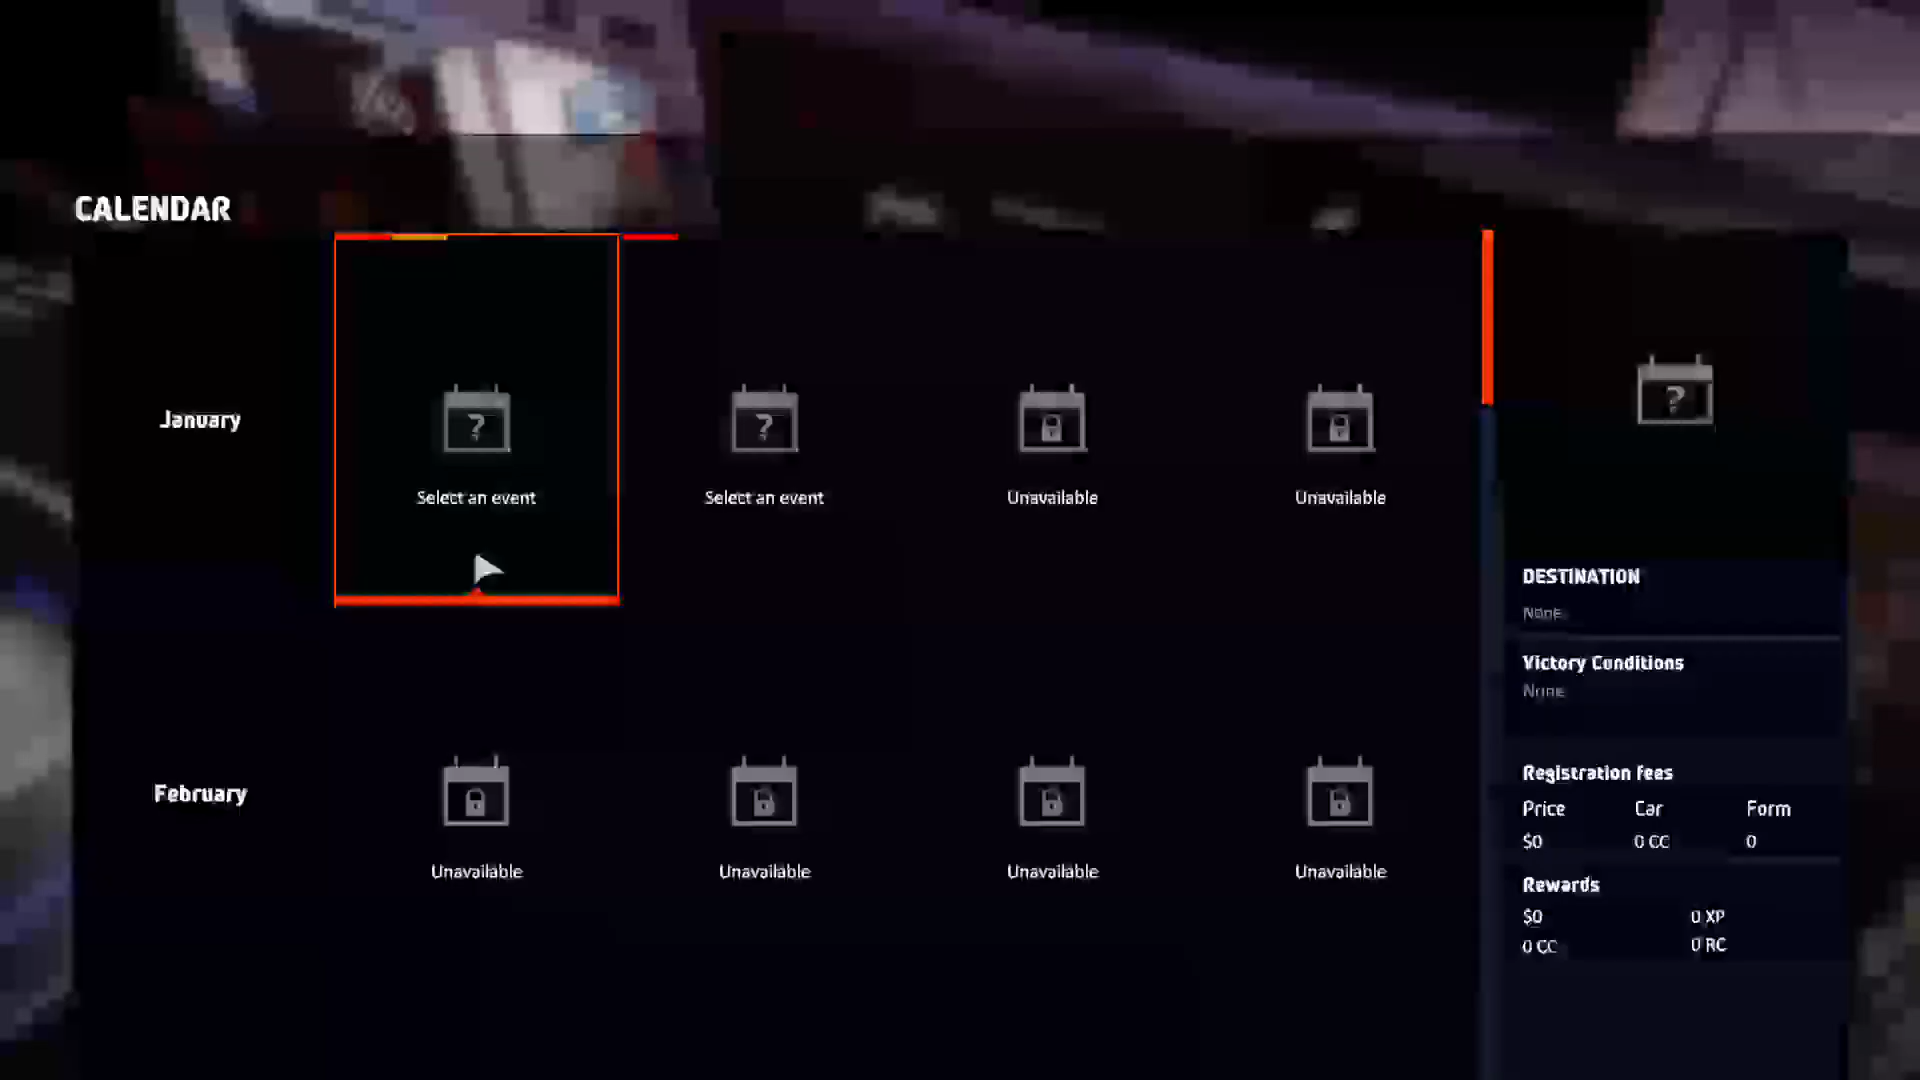 CALENDAR
January
?
?
Select an event
Select an event
Unavailable
Unavailable
February
Unavailable
Unavailable
Unavailable
Unavailable
?
DESTINATION
None
Victory Conditions
None
Registration fees
Price Car Form
$0 0 CC 0
Rewards
$0 0 XP
0 CC 0 RC